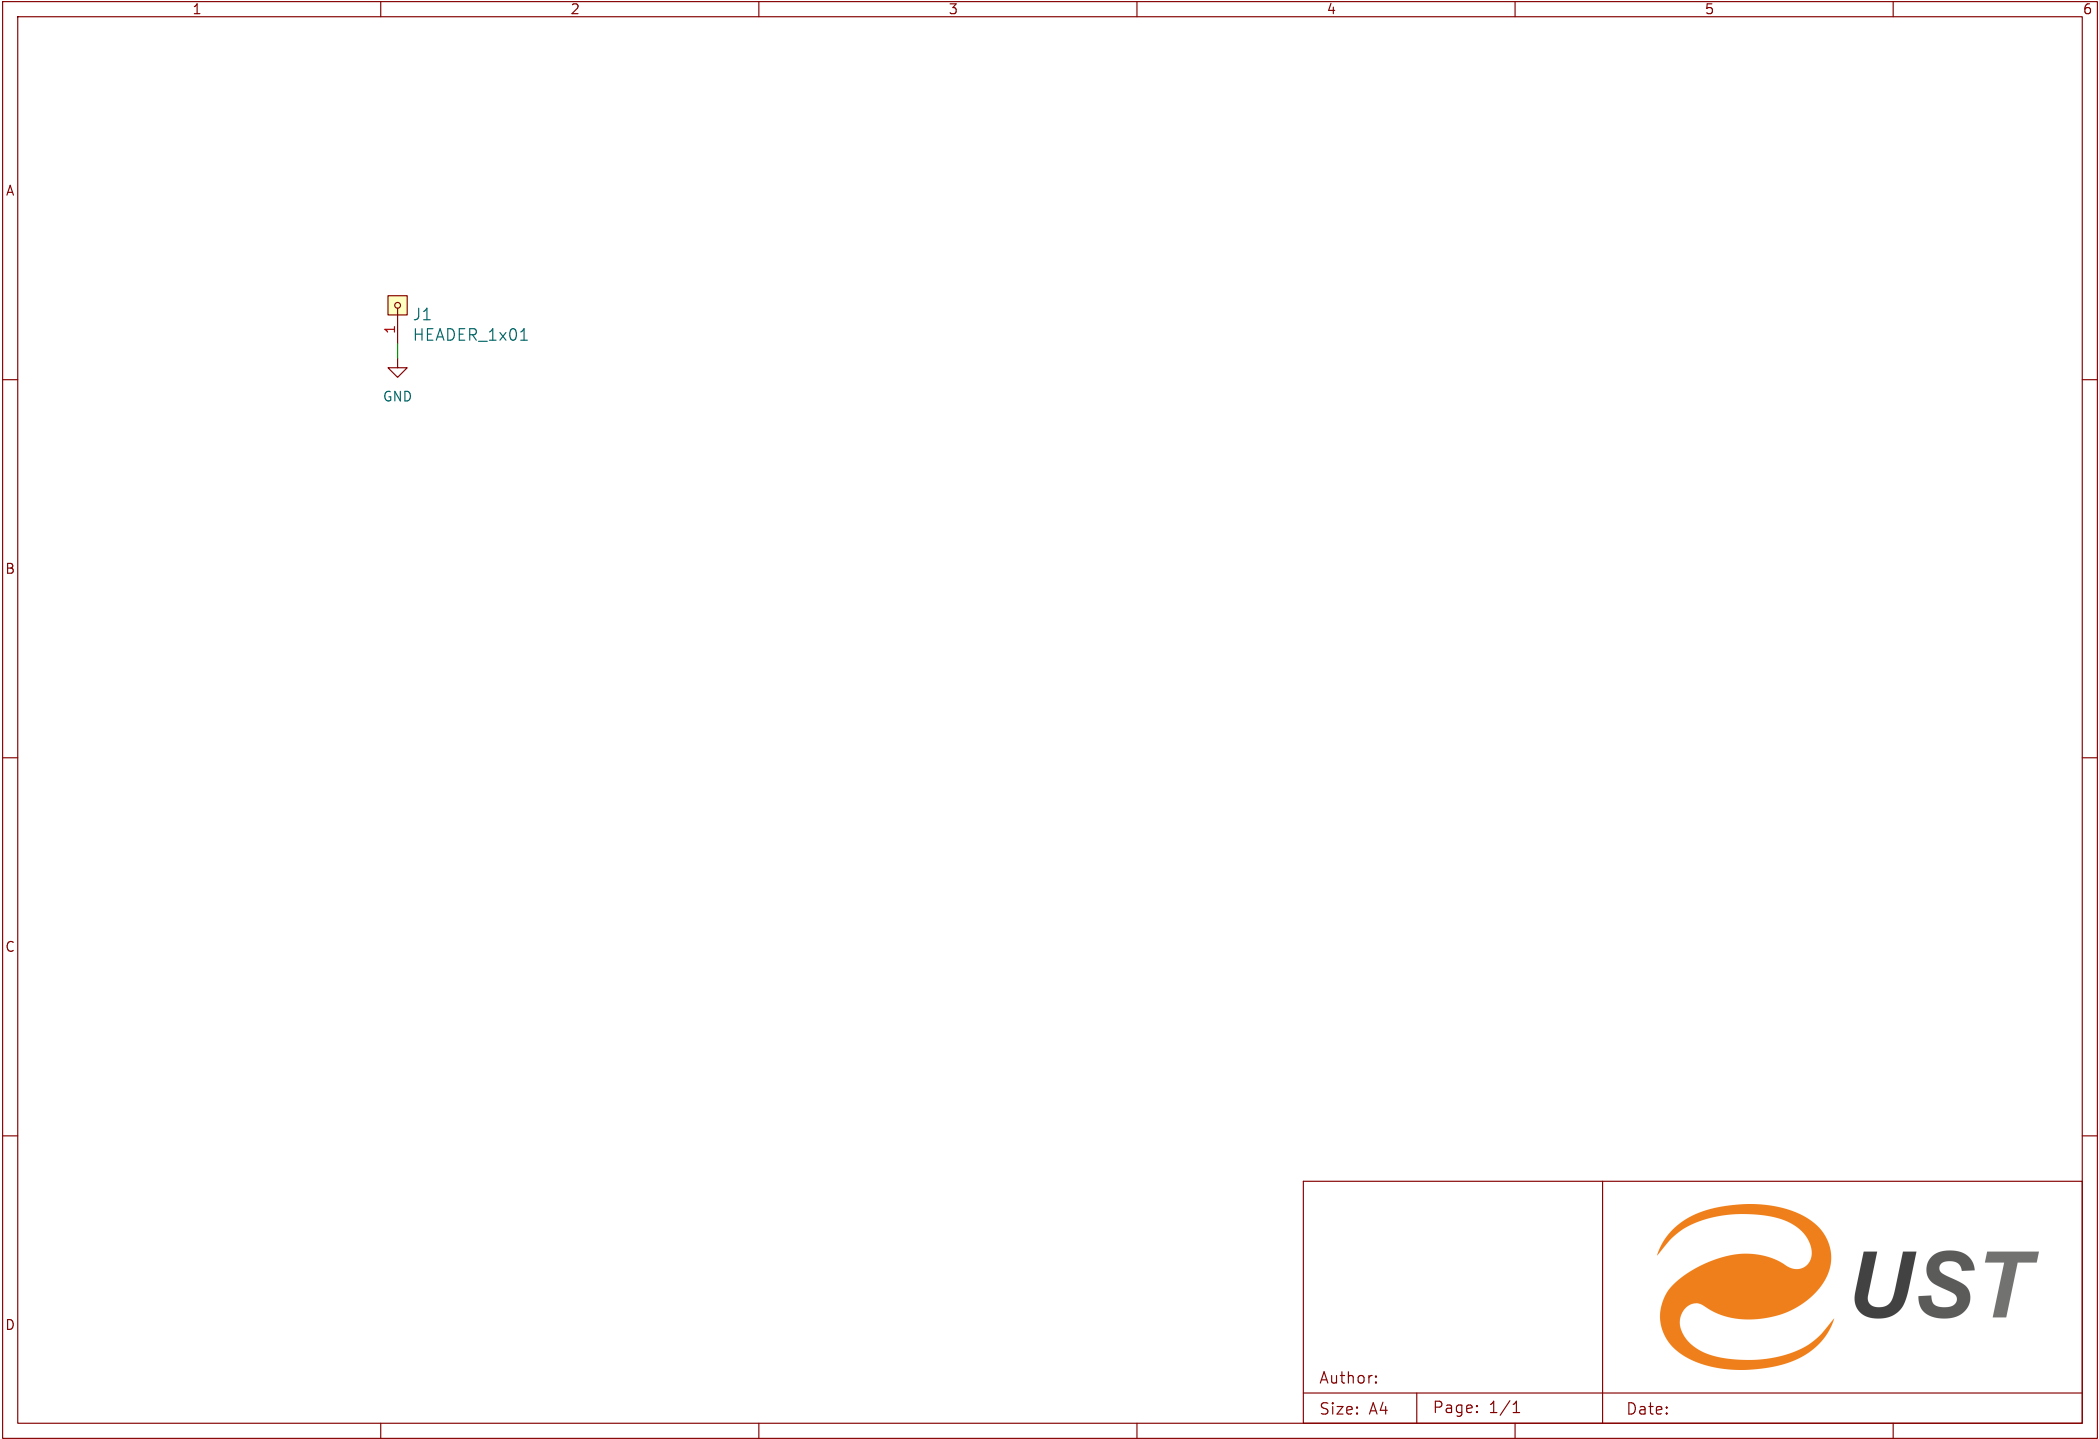 1 2 3 4 5 6
A
J1
1
HEADER_1x01
GND
B
C
D
UST
Author:
Size: A4
Page: 1/1
Date: